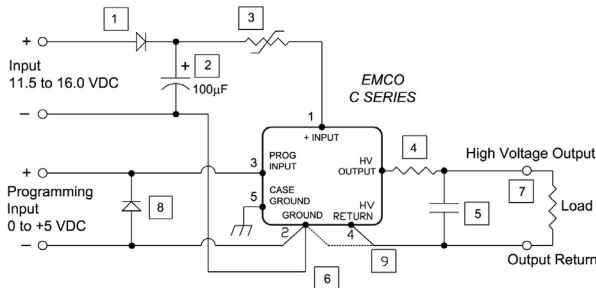 1
3
+
Input
11.5 to 16.0 VDC
+
2
100µF
EMCO
C SERIES
−
1
+ INPUT
4
High Voltage Output
+
3
PROG
INPUT
HV
OUTPUT
7
Programming
Input
0 to +5 VDC
8
5
CASE
GROUND
HV
RETURN
5
Load
GROUND
−
2
4
9
Output Return
6